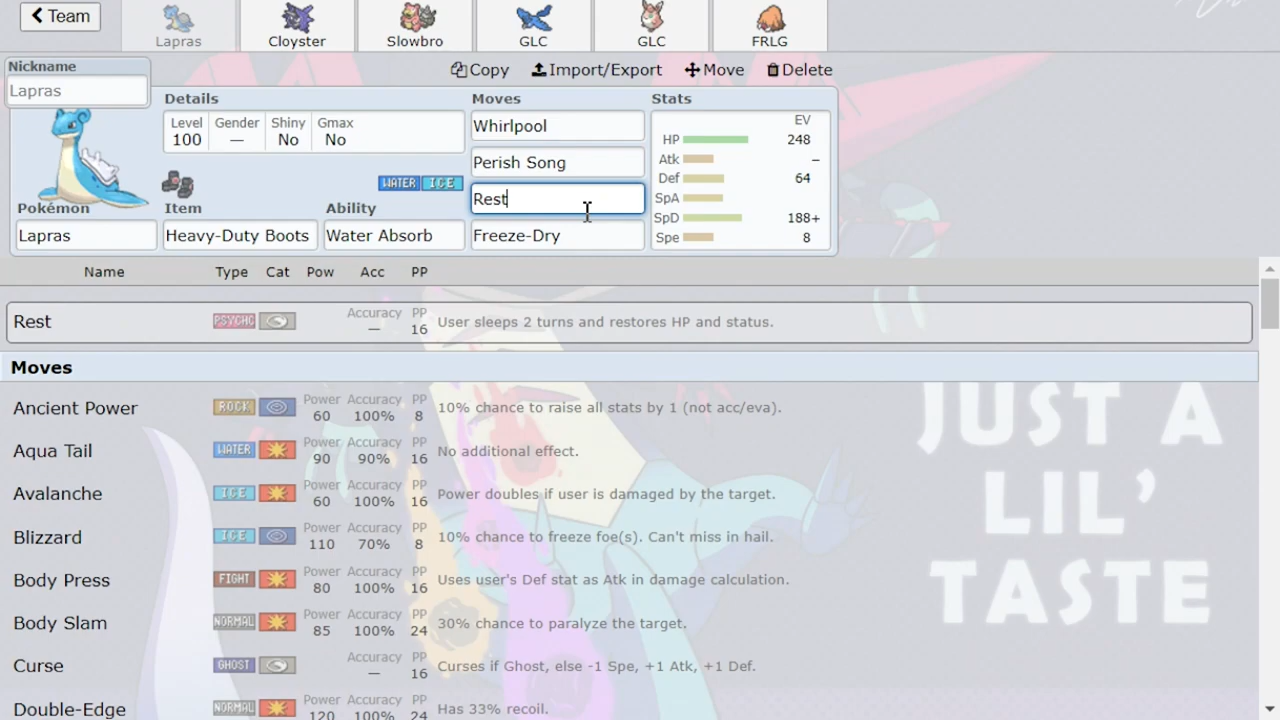 Team
Lapras
Cloyster
Slowbro
GLC
GLC
FRLG
Nickname
Lapras
Copy
Import/Export
Move
Delete
Details
Moves
Stats
Level
100
Gender
—
Shiny
No
Gmax
No
Whirlpool
Perish Song
Rest
Freeze-Dry
EV
HP 248
Atk –
Def 64
SpA
SpD 188+
Spe 8
WATER ICE
Pokémon
Lapras
Item
Heavy-Duty Boots
Ability
Water Absorb
Name Type Cat Pow Acc PP
Rest PSYCHC Accuracy — PP 16 User sleeps 2 turns and restores HP and status.
Moves
Ancient Power ROCK Power 60 Accuracy 100% PP 8 10% chance to raise all stats by 1 (not acc/eva).
Aqua Tail WATER Power 90 Accuracy 90% PP 16 No additional effect.
Avalanche ICE Power 60 Accuracy 100% PP 16 Power doubles if user is damaged by the target.
Blizzard ICE Power 110 Accuracy 70% PP 8 10% chance to freeze foe(s). Can't miss in hail.
Body Press FIGHT Power 80 Accuracy 100% PP 16 Uses user's Def stat as Atk in damage calculation.
Body Slam NORMAL Power 85 Accuracy 100% PP 24 30% chance to paralyze the target.
Curse GHOST Accuracy — PP 16 Curses if Ghost, else -1 Spe, +1 Atk, +1 Def.
Double-Edge NORMAL Power 120 Accuracy 100% PP 24 Has 33% recoil.
JUST A
LIL'
TASTE